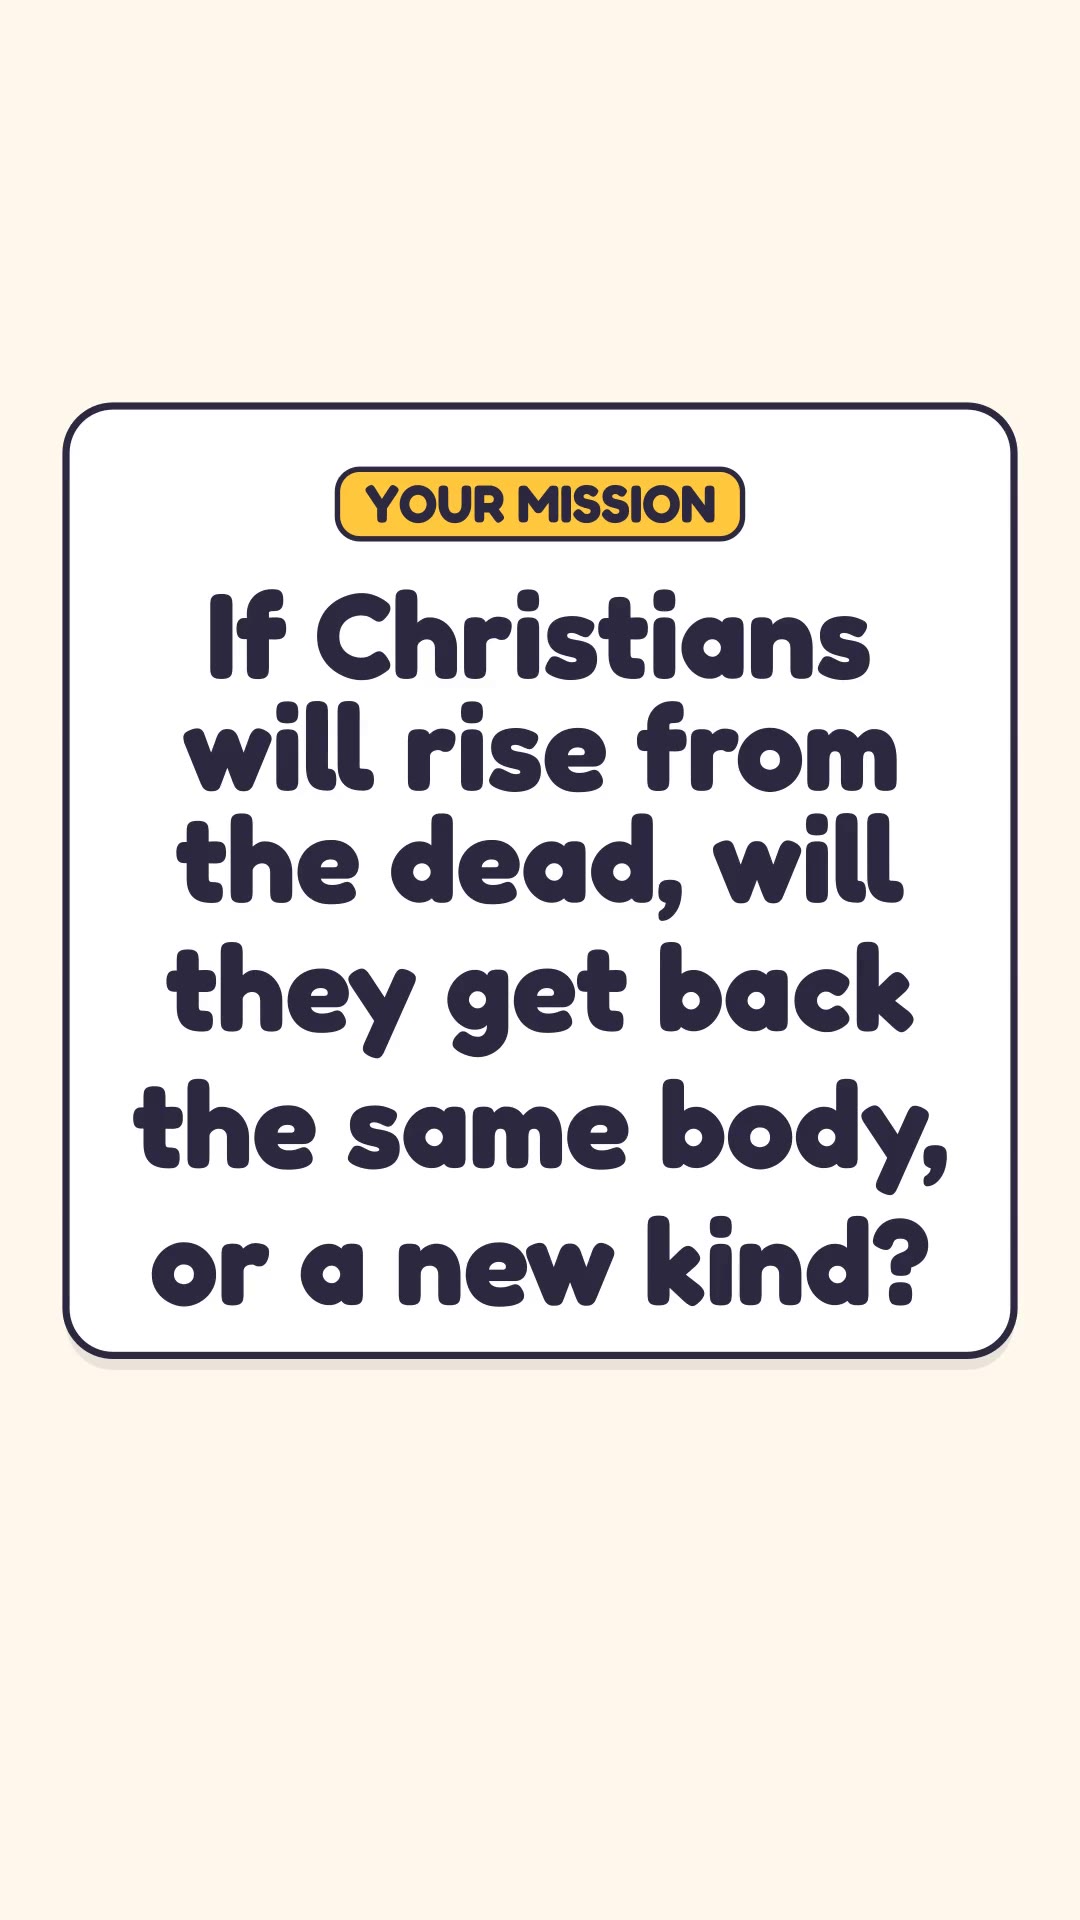 YOUR MISSION
If Christians
will rise from
the dead, will
they get back
the same body,
or a new kind?